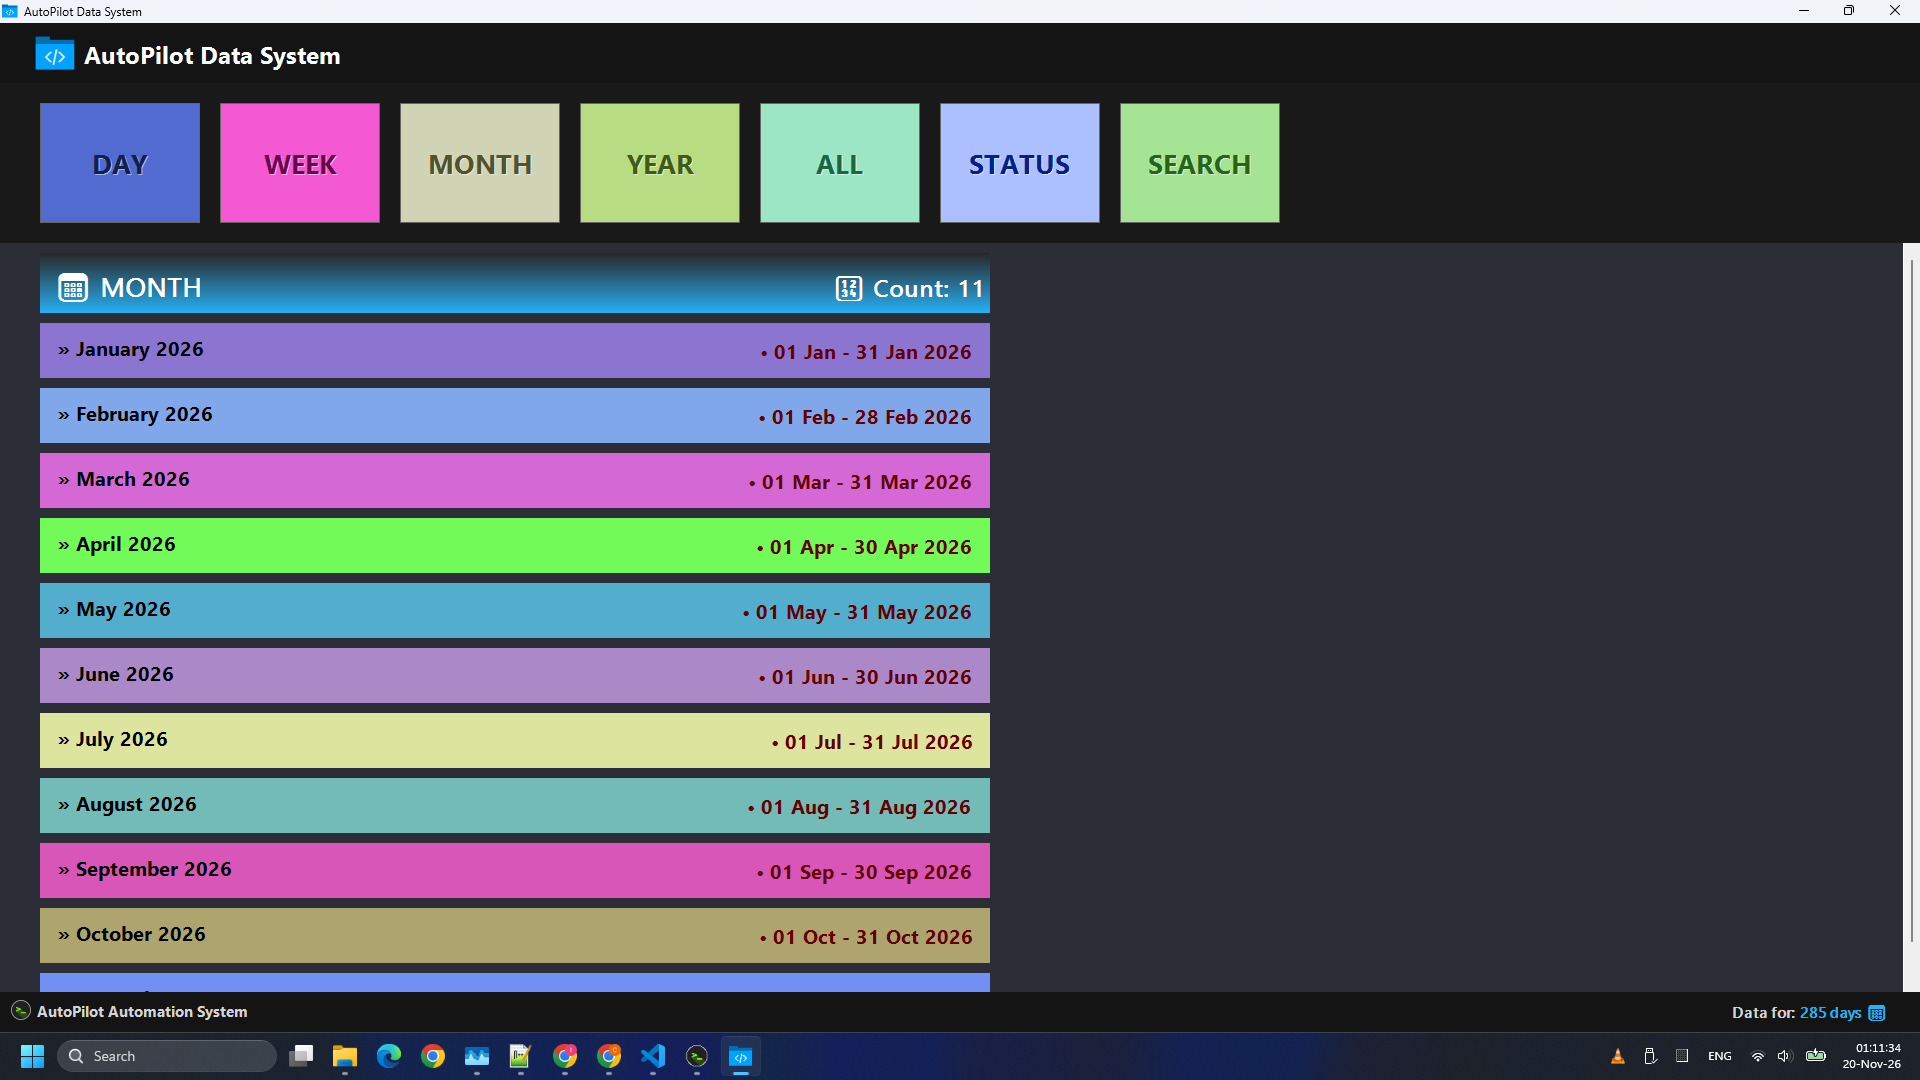 AutoPilot Data System
AutoPilot Data System
DAY
WEEK
MONTH
YEAR
ALL
STATUS
SEARCH
MONTH
Count: 11
» January 2026
• 01 Jan - 31 Jan 2026
» February 2026
• 01 Feb - 28 Feb 2026
» March 2026
• 01 Mar - 31 Mar 2026
» April 2026
• 01 Apr - 30 Apr 2026
» May 2026
• 01 May - 31 May 2026
» June 2026
• 01 Jun - 30 Jun 2026
» July 2026
• 01 Jul - 31 Jul 2026
» August 2026
• 01 Aug - 31 Aug 2026
» September 2026
• 01 Sep - 30 Sep 2026
» October 2026
• 01 Oct - 31 Oct 2026
AutoPilot Automation System
Data for: 285 days
Search
ENG
01:11:34
20-Nov-26